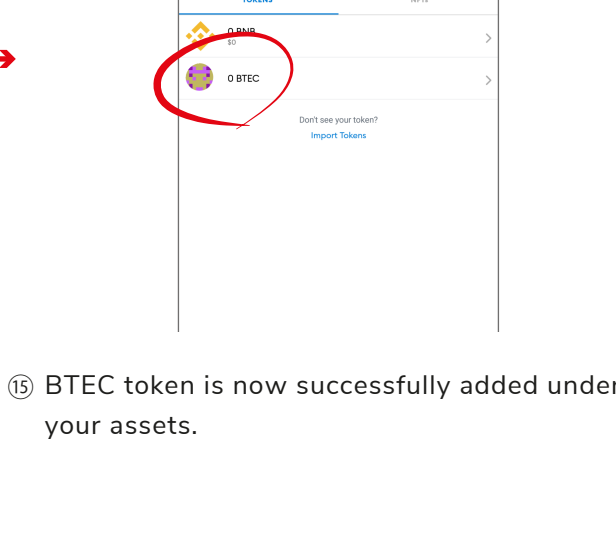 TOKENS NFTs
0 BNB
$0
0 BTEC
Don't see your token?
Import Tokens
⑮ BTEC token is now successfully added under
your assets.